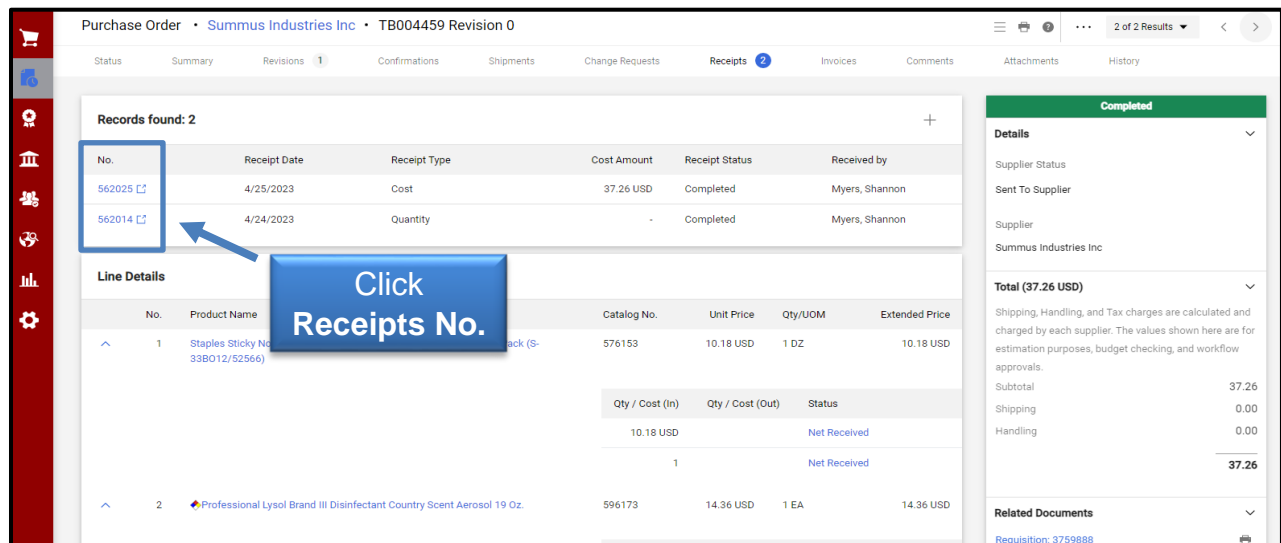 Purchase Order • Summus Industries Inc • TB004459 Revision 0
2 of 2 Results
Status Summary Revisions 1 Confirmations Shipments Change Requests Receipts 2 Invoices Comments Attachments History
Records found: 2
No. Receipt Date Receipt Type Cost Amount Receipt Status Received by
562025 4/25/2023 Cost 37.26 USD Completed Myers, Shannon
562014 4/24/2023 Quantity - Completed Myers, Shannon
Click
Receipts No.
Line Details
No. Product Name Catalog No. Unit Price Qty/UOM Extended Price
1 Staples Sticky (S- 576153 10.18 USD 1 DZ 10.18 USD
33BO12/52566)
Qty / Cost (In) Qty / Cost (Out) Status
10.18 USD Net Received
1 Net Received
2 Professional Lysol Brand III Disinfectant Country Scent Aerosol 19 Oz. 596173 14.36 USD 1 EA 14.36 USD
Completed
Details
Supplier Status
Sent To Supplier
Supplier
Summus Industries Inc
Total (37.26 USD)
Shipping, Handling, and Tax charges are calculated and
charged by each supplier. The values shown here are for
estimation purposes, budget checking, and workflow
approvals.
Subtotal 37.26
Shipping 0.00
Handling 0.00
37.26
Related Documents
Requisition: 3759888